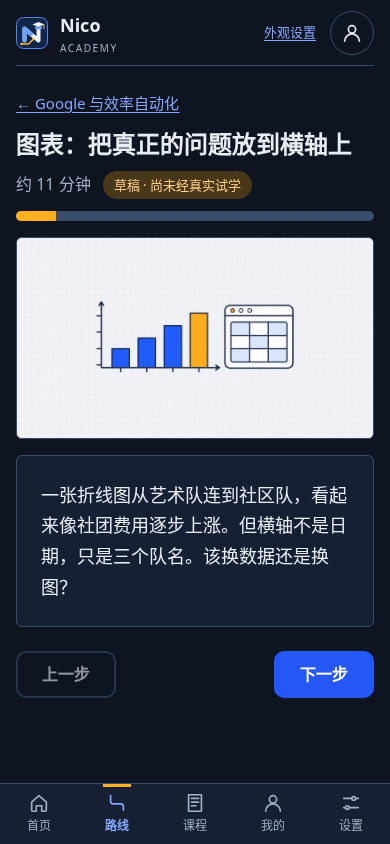 Nico
ACADEMY
外观设置
← Google 与效率自动化
图表：把真正的问题放到横轴上
约 11 分钟
草稿 · 尚未经真实试学
一张折线图从艺术队连到社区队，看起
来像社团费用逐步上涨。但横轴不是日
期，只是三个队名。该换数据还是换
图？
上一步
下一步
首页
路线
课程
我的
设置